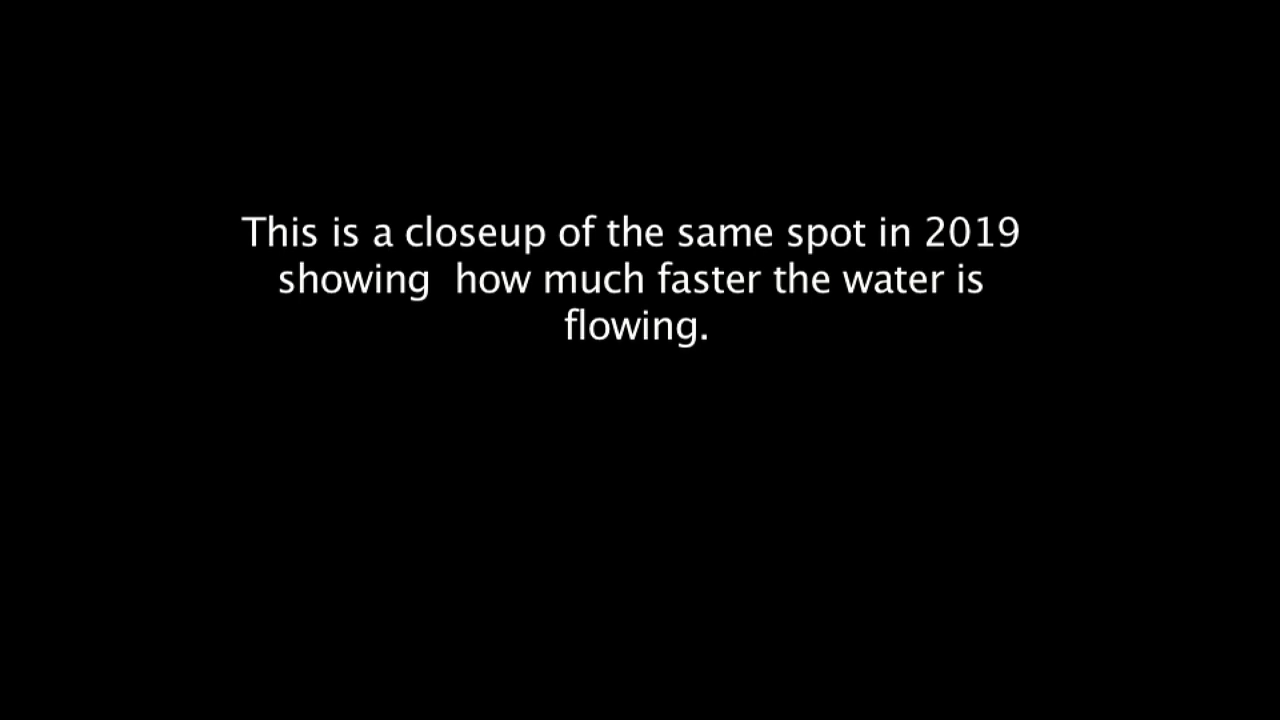 This is a closeup of the same spot in 2019
showing  how much faster the water is
flowing.